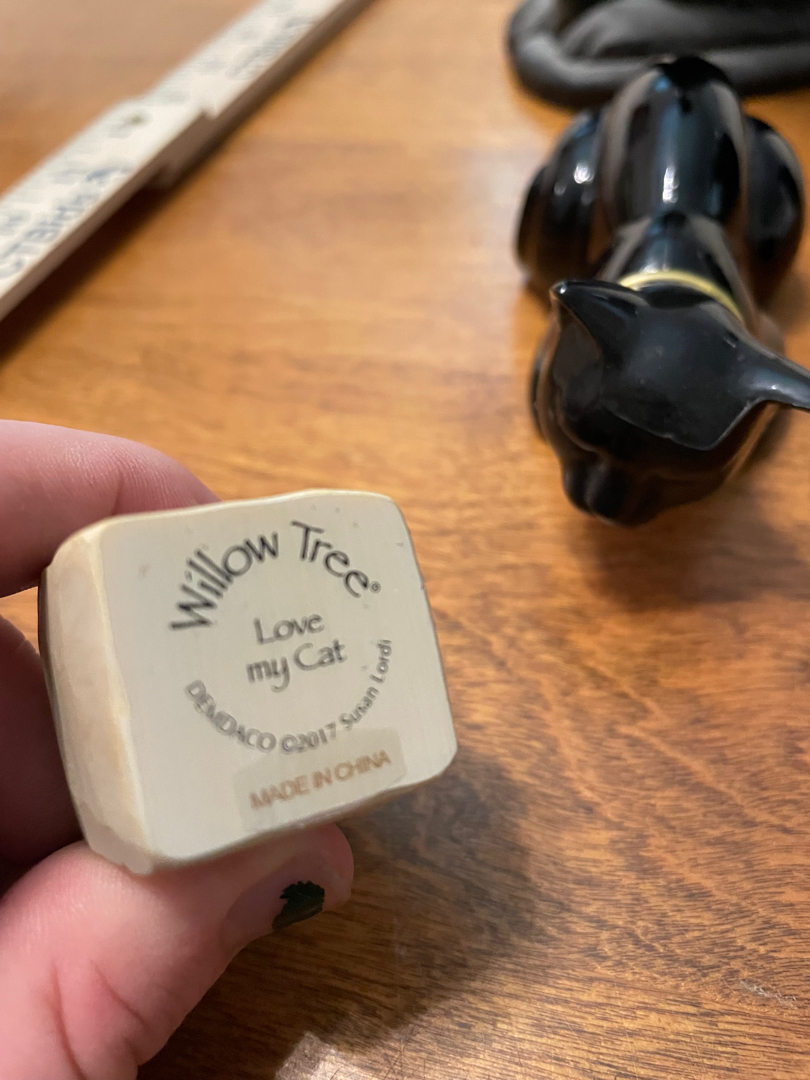 Willow Tree®
Love
my Cat
DEMDACO ©2017 Susan Lordi
MADE IN CHINA